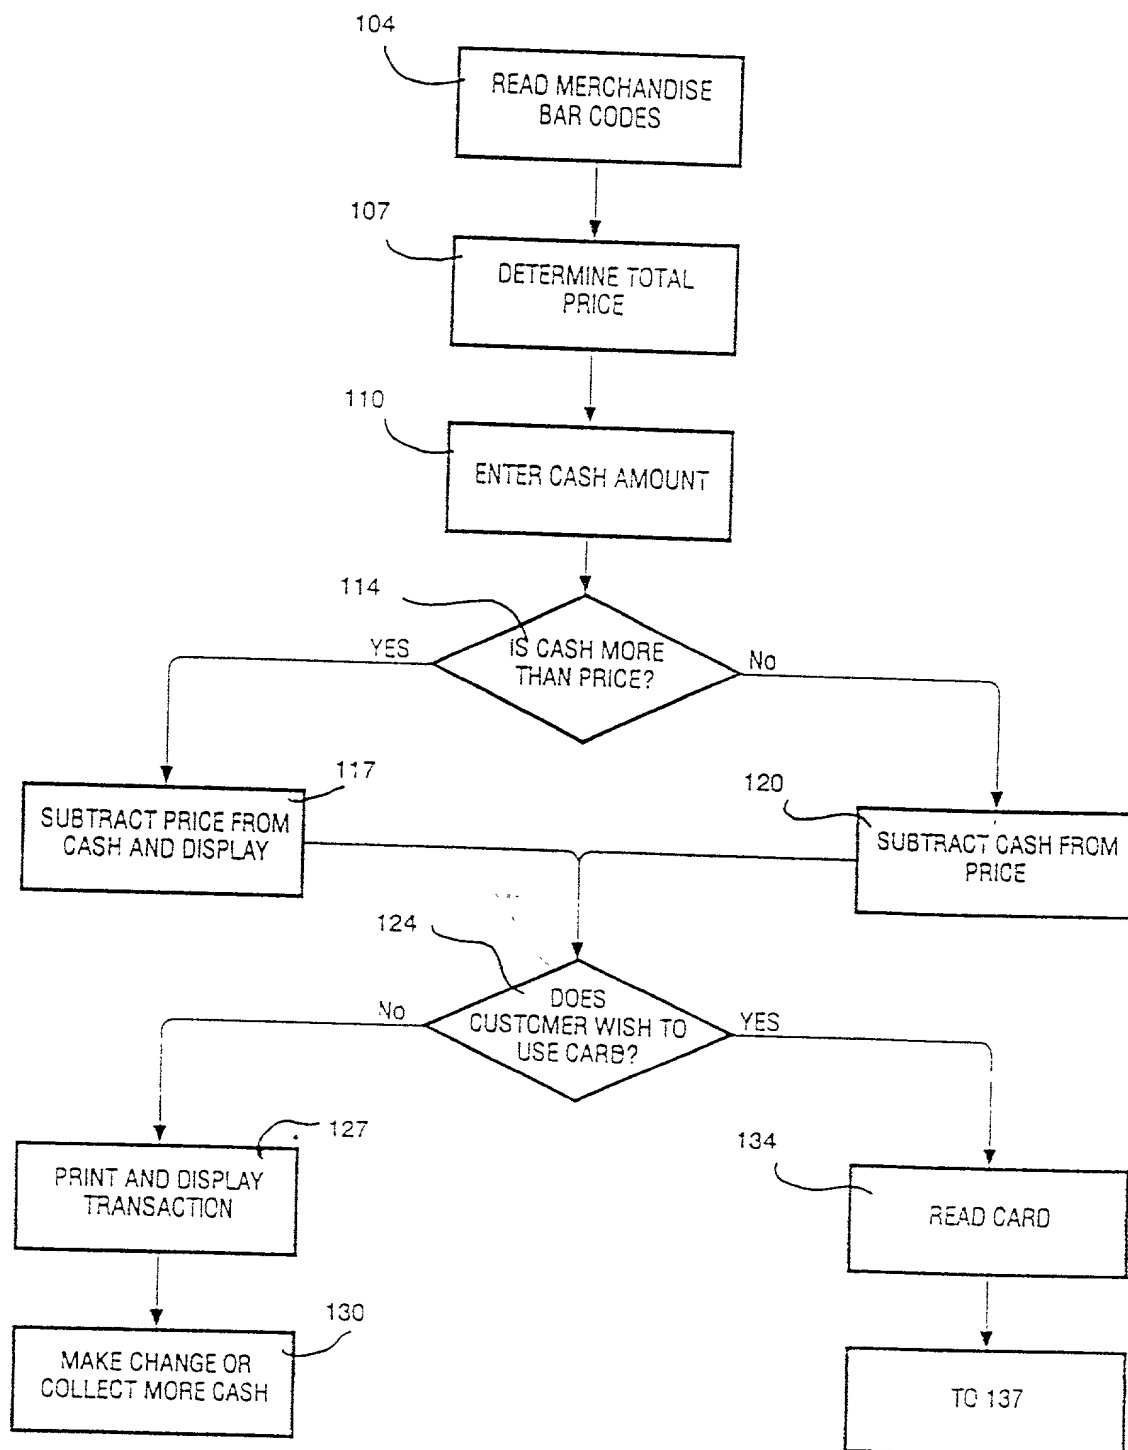 104
READ MERCHANDISE
BAR CODES
107
DETERMINE TOTAL
PRICE
110
ENTER CASH AMOUNT
114
IS CASH MORE
THAN PRICE?
YES
No
117
SUBTRACT PRICE FROM
CASH AND DISPLAY
120
SUBTRACT CASH FROM
PRICE
124
DOES
CUSTOMER WISH TO
USE CARB?
No
YES
127
PRINT AND DISPLAY
TRANSACTION
134
READ CARD
130
MAKE CHANGE OR
COLLECT MORE CASH
TO 137